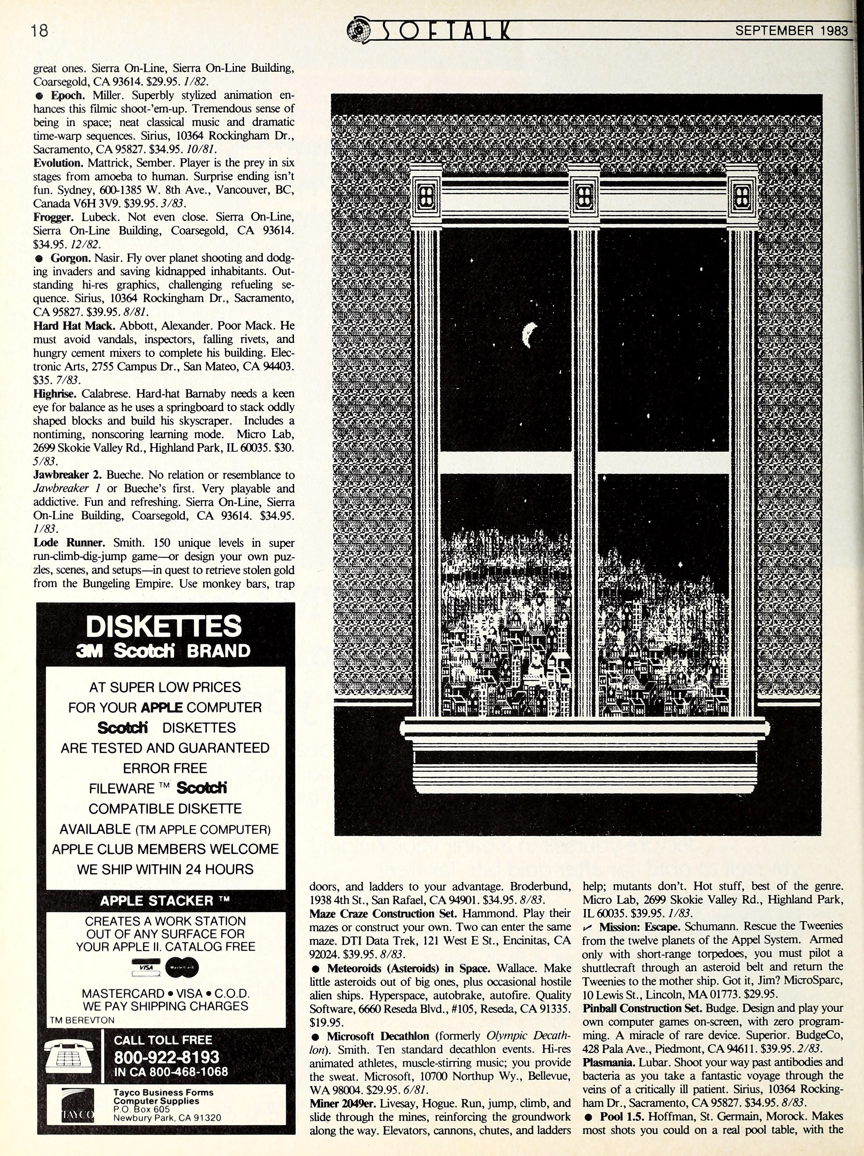 18
SOFTALK
SEPTEMBER 1983
great ones. Sierra On-Line, Sierra On-Line Building,
Coarsegold, CA 93614. $29.95. 1/82.
● Epoch. Miller. Superbly stylized animation en-
hances this filmic shoot-'em-up. Tremendous sense of
being in space; neat classical music and dramatic
time-warp sequences. Sirius, 10364 Rockingham Dr.,
Sacramento, CA 95827. $34.95. 10/81.
Evolution. Mattrick, Sember. Player is the prey in six
stages from amoeba to human. Surprise ending isn't
fun. Sydney, 600-1385 W. 8th Ave., Vancouver, BC,
Canada V6H 3V9. $39.95. 3/83.
Frogger. Lubeck. Not even close. Sierra On-Line,
Sierra On-Line Building, Coarsegold, CA 93614.
$34.95. 12/82.
● Gorgon. Nasir. Fly over planet shooting and dodg-
ing invaders and saving kidnapped inhabitants. Out-
standing hi-res graphics, challenging refueling se-
quence. Sirius, 10364 Rockingham Dr., Sacramento,
CA 95827. $39.95. 8/81.
Hard Hat Mack. Abbott, Alexander. Poor Mack. He
must avoid vandals, inspectors, falling rivets, and
hungry cement mixers to complete his building. Elec-
tronic Arts, 2755 Campus Dr., San Mateo, CA 94403.
$35. 7/83.
Highrise. Calabrese. Hard-hat Barnaby needs a keen
eye for balance as he uses a springboard to stack oddly
shaped blocks and build his skyscraper. Includes a
nontiming, nonscoring learning mode. Micro Lab,
2699 Skokie Valley Rd., Highland Park, IL 60035. $30.
5/83.
Jawbreaker 2. Bueche. No relation or resemblance to
Jawbreaker 1 or Bueche's first. Very playable and
addictive. Fun and refreshing. Sierra On-Line, Sierra
On-Line Building, Coarsegold, CA 93614. $34.95.
1/83.
Lode Runner. Smith. 150 unique levels in super
run-climb-dig-jump game—or design your own puz-
zles, scenes, and setups—in quest to retrieve stolen gold
from the Bungeling Empire. Use monkey bars, trap
DISKETTES
3M Scotch BRAND
AT SUPER LOW PRICES
FOR YOUR APPLE COMPUTER
Scotch DISKETTES
ARE TESTED AND GUARANTEED
ERROR FREE
FILEWARE ™ Scotch
COMPATIBLE DISKETTE
AVAILABLE (TM APPLE COMPUTER)
APPLE CLUB MEMBERS WELCOME
WE SHIP WITHIN 24 HOURS
APPLE STACKER ™
CREATES A WORK STATION
OUT OF ANY SURFACE FOR
YOUR APPLE II. CATALOG FREE
VISA MasterCard
MASTERCARD • VISA • C.O.D.
WE PAY SHIPPING CHARGES
TM BEREVTON
CALL TOLL FREE
800-922-8193
IN CA 800-468-1068
TAYCO
Tayco Business Forms
Computer Supplies
P.O. Box 605
Newbury Park, CA 91320
doors, and ladders to your advantage. Broderbund,
1938 4th St., San Rafael, CA 94901. $34.95. 8/83.
Maze Craze Construction Set. Hammond. Play their
mazes or construct your own. Two can enter the same
maze. DTI Data Trek, 121 West E St., Encinitas, CA
92024. $39.95. 8/83.
● Meteoroids (Asteroids) in Space. Wallace. Make
little asteroids out of big ones, plus occasional hostile
alien ships. Hyperspace, autobrake, autofire. Quality
Software, 6660 Reseda Blvd., #105, Reseda, CA 91335.
$19.95.
● Microsoft Decathlon (formerly Olympic Decath-
lon). Smith. Ten standard decathlon events. Hi-res
animated athletes, muscle-stirring music; you provide
the sweat. Microsoft, 10700 Northup Wy., Bellevue,
WA 98004. $29.95. 6/81.
Miner 2049er. Livesay, Hogue. Run, jump, climb, and
slide through the mines, reinforcing the groundwork
along the way. Elevators, cannons, chutes, and ladders
help; mutants don't. Hot stuff, best of the genre.
Micro Lab, 2699 Skokie Valley Rd., Highland Park,
IL 60035. $39.95. 1/83.
✓ Mission: Escape. Schumann. Rescue the Tweenies
from the twelve planets of the Appel System. Armed
only with short-range torpedoes, you must pilot a
shuttlecraft through an asteroid belt and return the
Tweenies to the mother ship. Got it, Jim? MicroSparc,
10 Lewis St., Lincoln, MA 01773. $29.95.
Pinball Construction Set. Budge. Design and play your
own computer games on-screen, with zero program-
ming. A miracle of rare device. Superior. BudgeCo,
428 Pala Ave., Piedmont, CA 94611. $39.95. 2/83.
Plasmania. Lubar. Shoot your way past antibodies and
bacteria as you take a fantastic voyage through the
veins of a critically ill patient. Sirius, 10364 Rocking-
ham Dr., Sacramento, CA 95827. $34.95. 8/83.
● Pool 1.5. Hoffman, St. Germain, Morock. Makes
most shots you could on a real pool table, with the